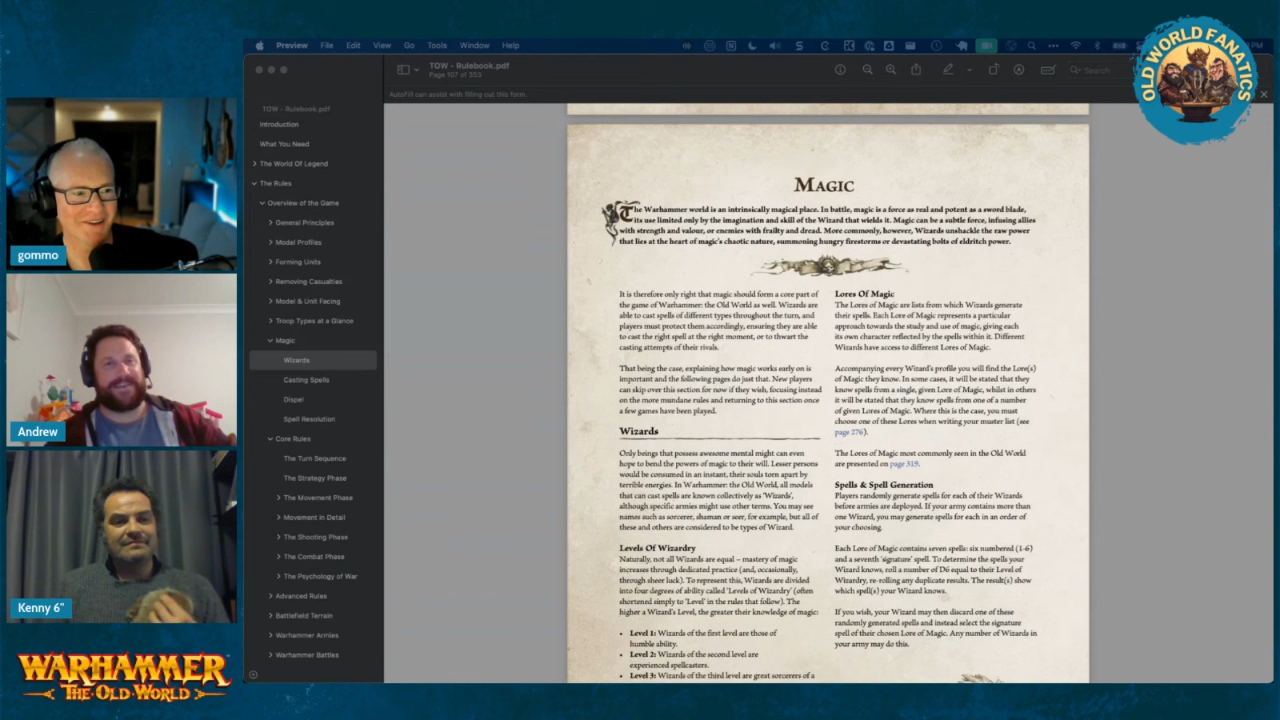 Preview File Edit View Go Tools Window Help
TOW - Rulebook.pdf
Page 107 of 353
Search
AutoFill can assist with filling out this form.
OLD WORLD FANATICS
TOW - Rulebook.pdf
Introduction
What You Need
The World Of Legend
The Rules
Overview of the Game
General Principles
Modal Profiles
Forming Units
Removing Casualties
Model & Unit Facing
Troop Types at a Glance
Magic
Wizards
Casting Spells
Dispel
Spell Resolution
Core Rules
The Turn Sequence
The Strategy Phase
The Movement Phase
Movement in Detail
The Shooting Phase
The Combat Phase
The Psychology of War
Advanced Rules
Battlefield Terrain
Warhammer Armies
Warhammer Battles
gommo
Andrew
Kenny 6"
WARHAMMER
THE OLD WORLD
MAGIC
The Warhammer world is an intrinsically magical place. In battle, magic is a force as real and potent as a sword blade,
its use limited only by the imagination and skill of the Wizard that wields it. Magic can be a subtle force, infusing allies
with strength and valour, or enemies with frailty and dread. More commonly, however, Wizards unshackle the raw power
that lies at the heart of magic's chaotic nature, summoning hungry firestorms or devastating bolts of eldritch power.
It is therefore only right that magic should form a core part of
the game of Warhammer: the Old World as well. Wizards are
able to cast spells of different types throughout the turn, and
players must protect them accordingly, ensuring they are able
to cast the right spell at the right moment, or to thwart the
casting attempts of their rivals.
That being the case, explaining how magic works early on is
important and the following pages do just that. New players
can skip over this section for now if they wish, focusing instead
on the more mundane rules and returning to this section once
a few games have been played.
Wizards
Only beings that possess awesome mental might can even
hope to bend the powers of magic to their will. Lesser persons
would be consumed in an instant, their souls torn apart by
terrible energies. In Warhammer: the Old World, all models
that can cast spells are known collectively as 'Wizards',
although specific armies might use other terms. You may see
names such as sorcerer, shaman or seer, for example, but all of
these and others are considered to be types of Wizard.
Levels Of Wizardry
Naturally, not all Wizards are equal – mastery of magic
increases through dedicated practice (and, occasionally,
through sheer luck). To represent this, Wizards are divided
into four degrees of ability called 'Levels of Wizardry' (often
shortened simply to 'Level' in the rules that follow). The
higher a Wizard's Level, the greater their knowledge of magic:
• Level 1: Wizards of the first level are those of
humble ability.
• Level 2: Wizards of the second level are
experienced spellcasters.
• Level 3: Wizards of the third level are great sorcerers of a
Lores Of Magic
The Lores of Magic are lists from which Wizards generate
their spells. Each Lore of Magic represents a particular
approach towards the study and use of magic, giving each
its own character reflected by the spells within it. Different
Wizards have access to different Lores of Magic.
Accompanying every Wizard's profile you will find the Lore(s)
of Magic they know. In some cases, it will be stated that they
know spells from a single, given Lore of Magic, whilst in others
it will be stated that they know spells from one of a number
of given Lores of Magic. Where this is the case, you must
choose one of these Lores when writing your muster list (see
page 276).
The Lores of Magic most commonly seen in the Old World
are presented on page 319.
Spells & Spell Generation
Players randomly generate spells for each of their Wizards
before armies are deployed. If your army contains more than
one Wizard, you may generate spells for each in an order of
your choosing.
Each Lore of Magic contains seven spells: six numbered (1-6)
and a seventh 'signature' spell. To determine the spells your
Wizard knows, roll a number of D6 equal to their Level of
Wizardry, re-rolling any duplicate results. The result(s) show
which spell(s) your Wizard knows.
If you wish, your Wizard may then discard one of these
randomly generated spells and instead select the signature
spell of their chosen Lore of Magic. Any number of Wizards in
your army may do this.